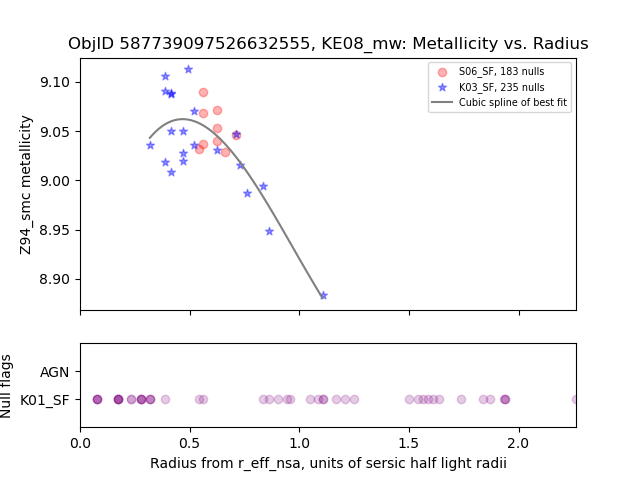 ObjID 587739097526632555, KE08_mw: Metallicity vs. Radius
S06_SF, 183 nulls
K03_SF, 235 nulls
Cubic spline of best fit
Z94_smc metallicity
9.10
9.05
9.00
8.95
8.90
Null flags
AGN
K01_SF
0.0 0.5 1.0 1.5 2.0
Radius from r_eff_nsa, units of sersic half light radii